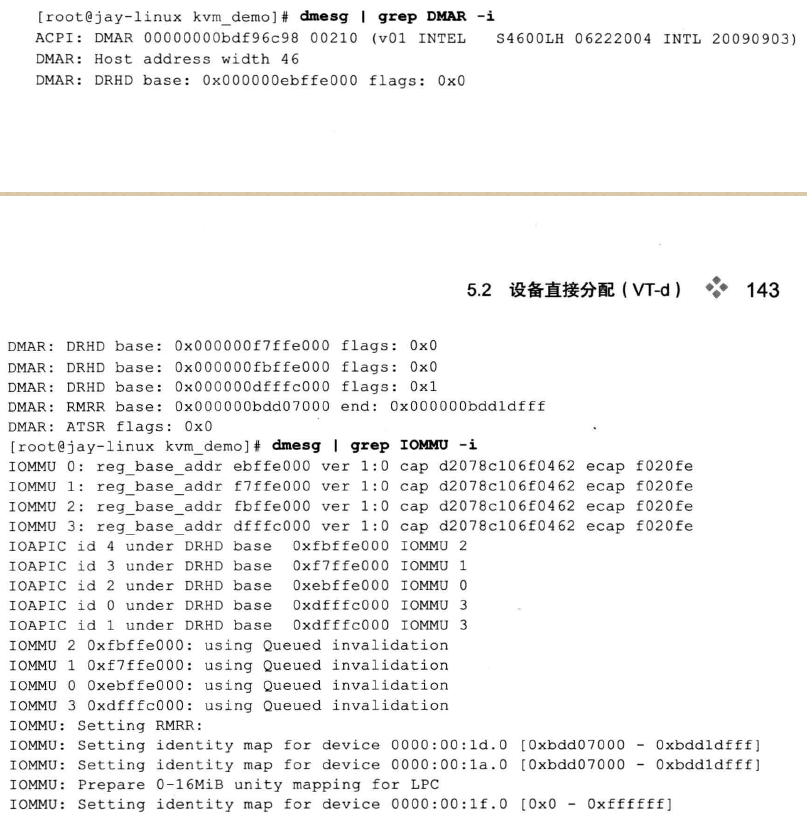 [root@jay-linux kvm_demo]# dmesg | grep DMAR -i
ACPI: DMAR 00000000bdf96c98 00210 (v01 INTEL   S4600LH 06222004 INTL 20090903)
DMAR: Host address width 46
DMAR: DRHD base: 0x000000ebffe000 flags: 0x0
5.2 设备直接分配（VT-d） 143
DMAR: DRHD base: 0x000000f7ffe000 flags: 0x0
DMAR: DRHD base: 0x000000fbffe000 flags: 0x0
DMAR: DRHD base: 0x000000dfffc000 flags: 0x1
DMAR: RMRR base: 0x000000bdd07000 end: 0x000000bdd1dfff
DMAR: ATSR flags: 0x0
[root@jay-linux kvm_demo]# dmesg | grep IOMMU -i
IOMMU 0: reg_base_addr ebffe000 ver 1:0 cap d2078c106f0462 ecap f020fe
IOMMU 1: reg_base_addr f7ffe000 ver 1:0 cap d2078c106f0462 ecap f020fe
IOMMU 2: reg_base_addr fbffe000 ver 1:0 cap d2078c106f0462 ecap f020fe
IOMMU 3: reg_base_addr dfffc000 ver 1:0 cap d2078c106f0462 ecap f020fe
IOAPIC id 4 under DRHD base  0xfbffe000 IOMMU 2
IOAPIC id 3 under DRHD base  0xf7ffe000 IOMMU 1
IOAPIC id 2 under DRHD base  0xebffe000 IOMMU 0
IOAPIC id 0 under DRHD base  0xdfffc000 IOMMU 3
IOAPIC id 1 under DRHD base  0xdfffc000 IOMMU 3
IOMMU 2 0xfbffe000: using Queued invalidation
IOMMU 1 0xf7ffe000: using Queued invalidation
IOMMU 0 0xebffe000: using Queued invalidation
IOMMU 3 0xdfffc000: using Queued invalidation
IOMMU: Setting RMRR:
IOMMU: Setting identity map for device 0000:00:1d.0 [0xbdd07000 - 0xbdd1dfff]
IOMMU: Setting identity map for device 0000:00:1a.0 [0xbdd07000 - 0xbdd1dfff]
IOMMU: Prepare 0-16MiB unity mapping for LPC
IOMMU: Setting identity map for device 0000:00:1f.0 [0x0 - 0xffffff]